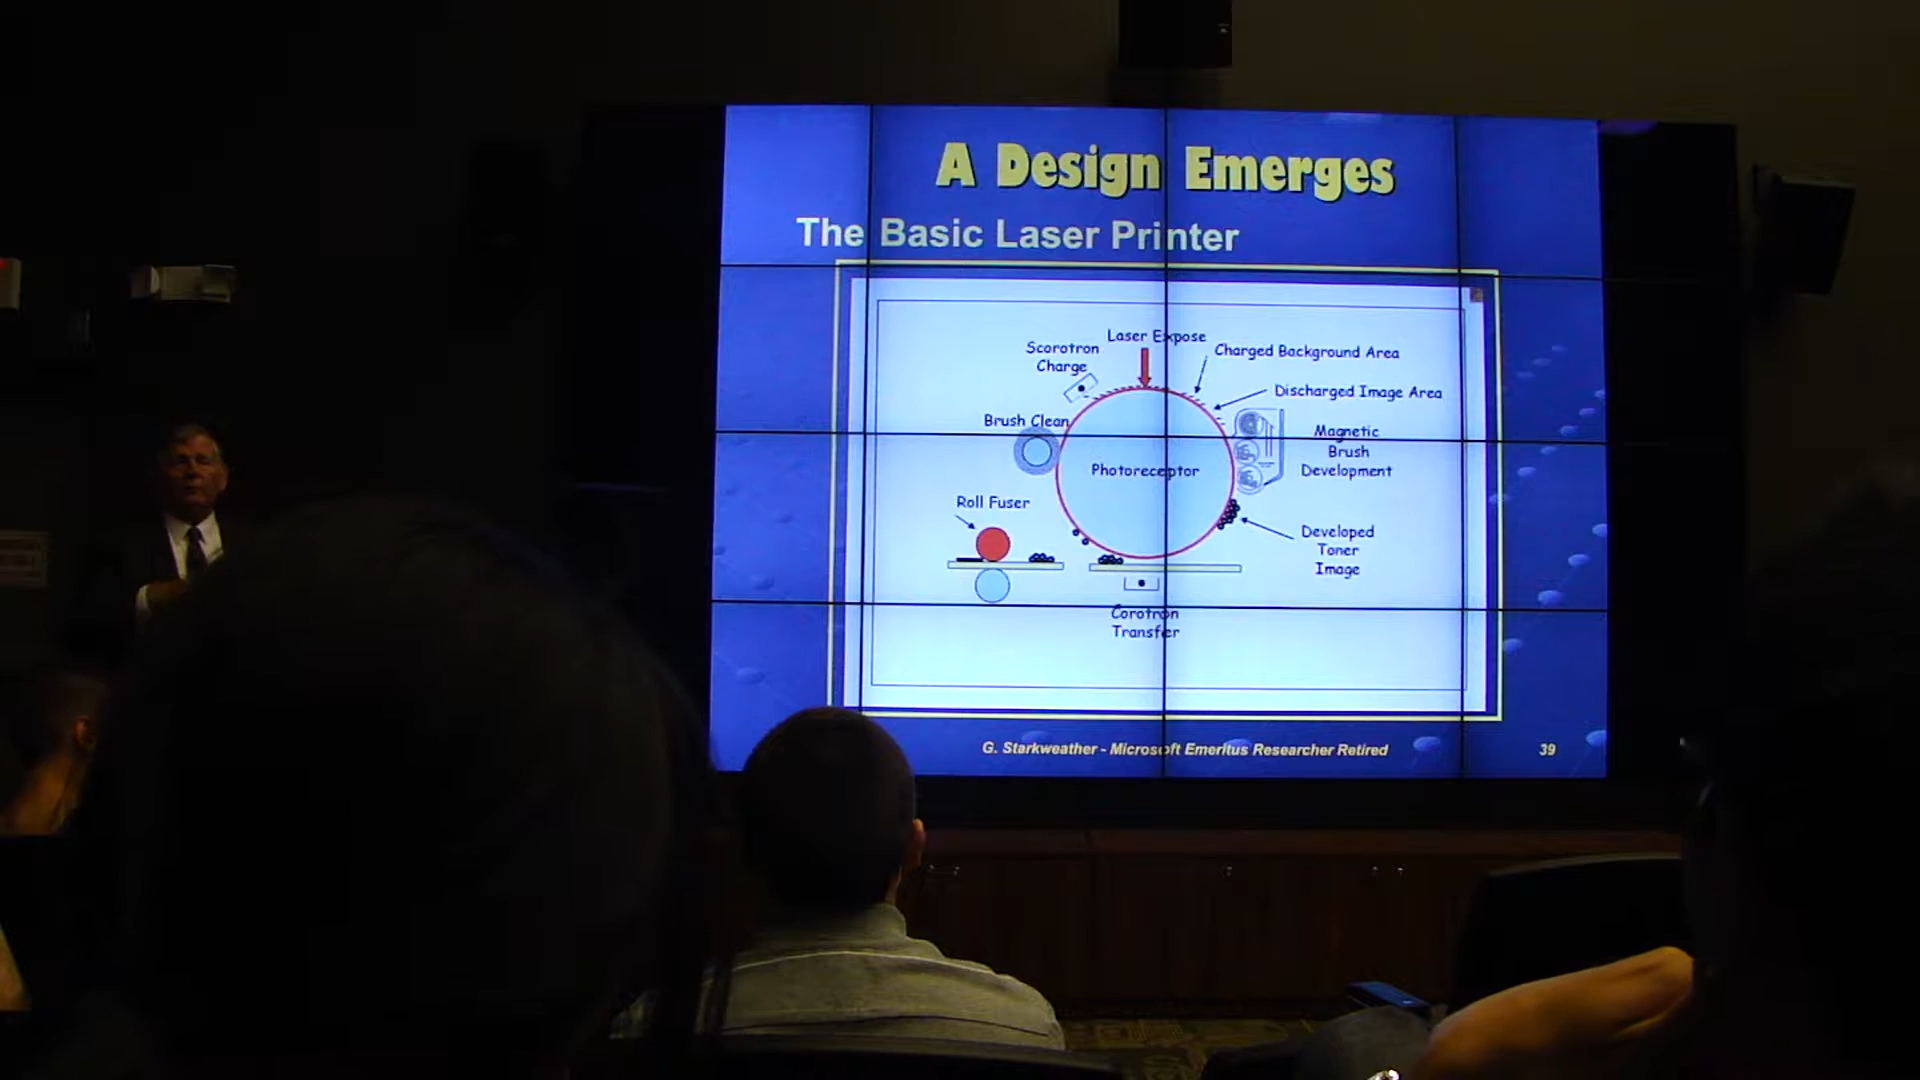 A Design Emerges
The Basic Laser Printer
Laser Expose
Scorotron
Charge
Charged Background Area
Discharged Image Area
Brush Clean
Magnetic
Brush
Development
Photoreceptor
Roll Fuser
Developed
Toner
Image
Corotron
Transfer
G. Starkweather - Microsoft Emeritus Researcher Retired
39